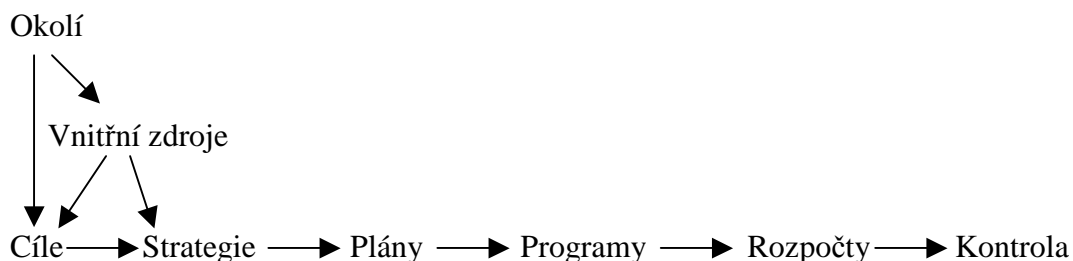 Okolí
Vnitřní zdroje
Cíle Strategie Plány Programy Rozpočty Kontrola